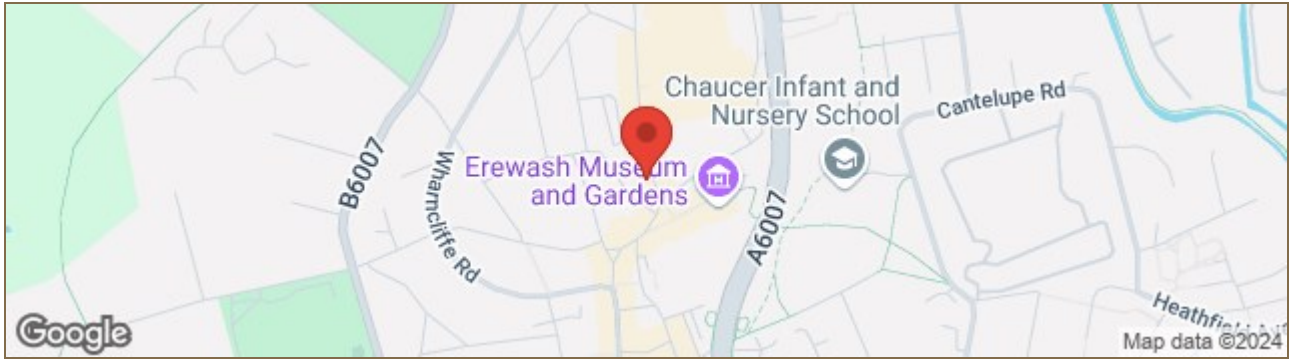 Chaucer Infant and
Nursery School
Cantelupe Rd
Erewash Museum
and Gardens
B6007
Wharncliffe Rd
A6007
Google
Map data ©2024